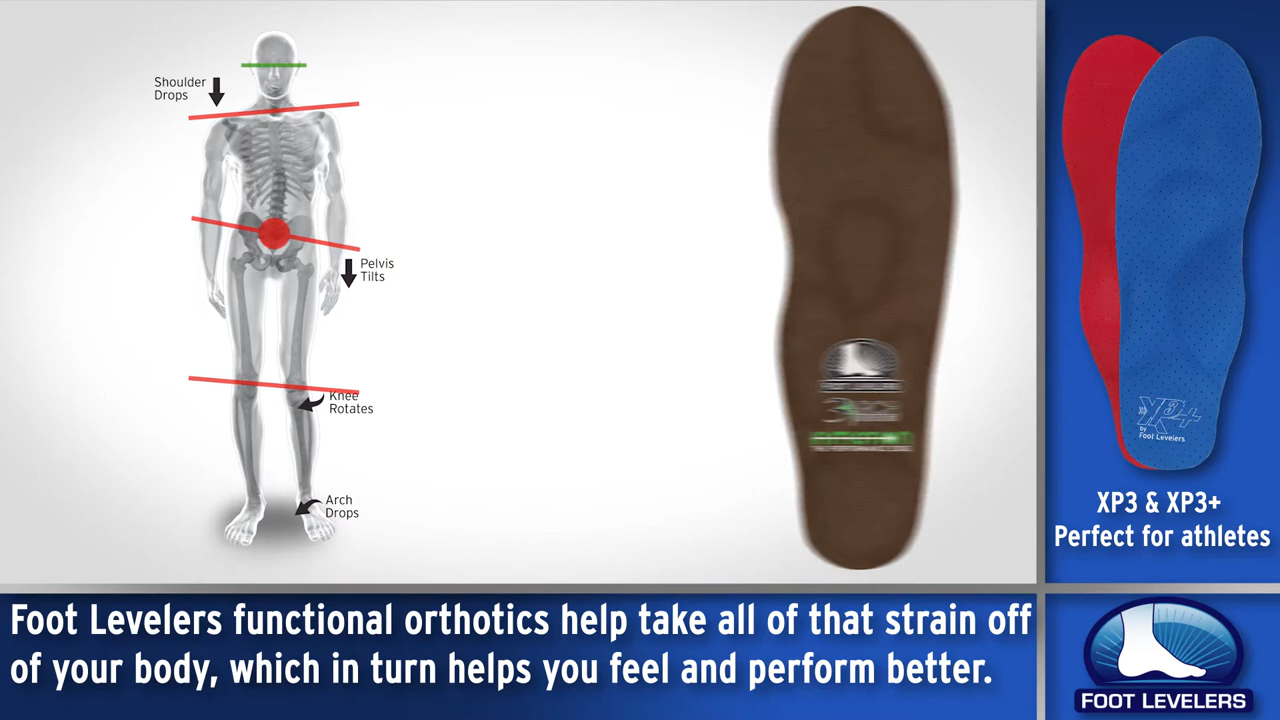 Shoulder
Drops
Pelvis
Tilts
Knee
Rotates
Arch
Drops
FOOT LEVELERS
XP3+
by
Foot Levelers
XP3 & XP3+
Perfect for athletes
Foot Levelers functional orthotics help take all of that strain off
of your body, which in turn helps you feel and perform better.
FOOT LEVELERS